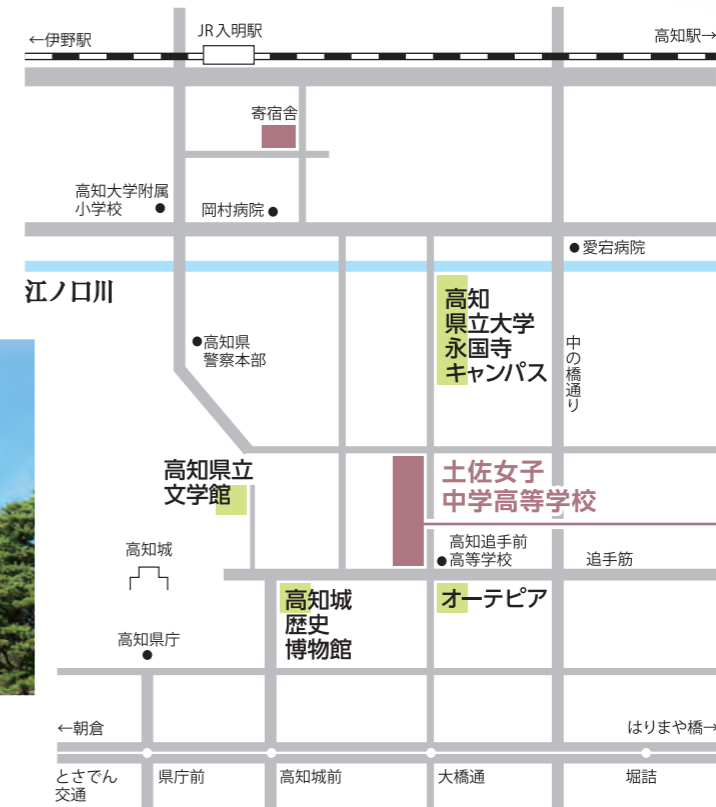 ←伊野駅
JR入明駅
高知駅→
寄宿舎
高知大学附属
小学校
岡村病院
愛宕病院
江ノ口川
高知
県立大学
永国寺
キャンパス
中の橋通り
高知県
警察本部
高知県立
文学館
土佐女子
中学高等学校
高知城
高知追手前
高等学校
追手筋
高知城
歴史
博物館
オーテピア
高知県庁
←朝倉
はりまや橋→
とさでん
交通
県庁前
高知城前
大橋通
堀詰